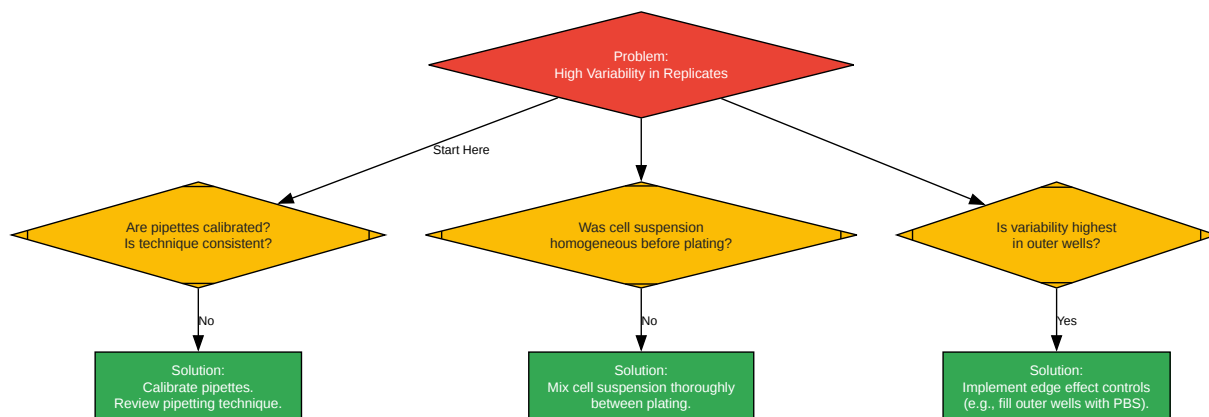 Problem:
High Variability in Replicates
Start Here
Are pipettes calibrated?
Is technique consistent?
Was cell suspension
homogeneous before plating?
Is variability highest
in outer wells?
No
No
Yes
Solution:
Calibrate pipettes.
Review pipetting technique.
Solution:
Mix cell suspension thoroughly
between plating.
Solution:
Implement edge effect controls
(e.g., fill outer wells with PBS).